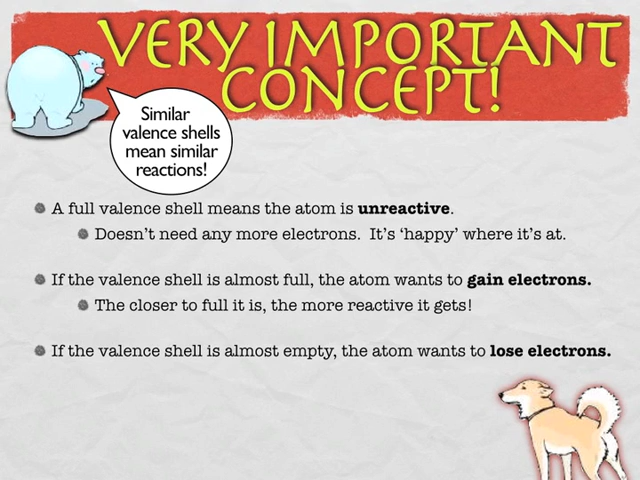 VERY IMPORTANT
CONCEPT!
Similar
valence shells
mean similar
reactions!
A full valence shell means the atom is unreactive.
Doesn’t need any more electrons. It’s ‘happy’ where it’s at.
If the valence shell is almost full, the atom wants to gain electrons.
The closer to full it is, the more reactive it gets!
If the valence shell is almost empty, the atom wants to lose electrons.